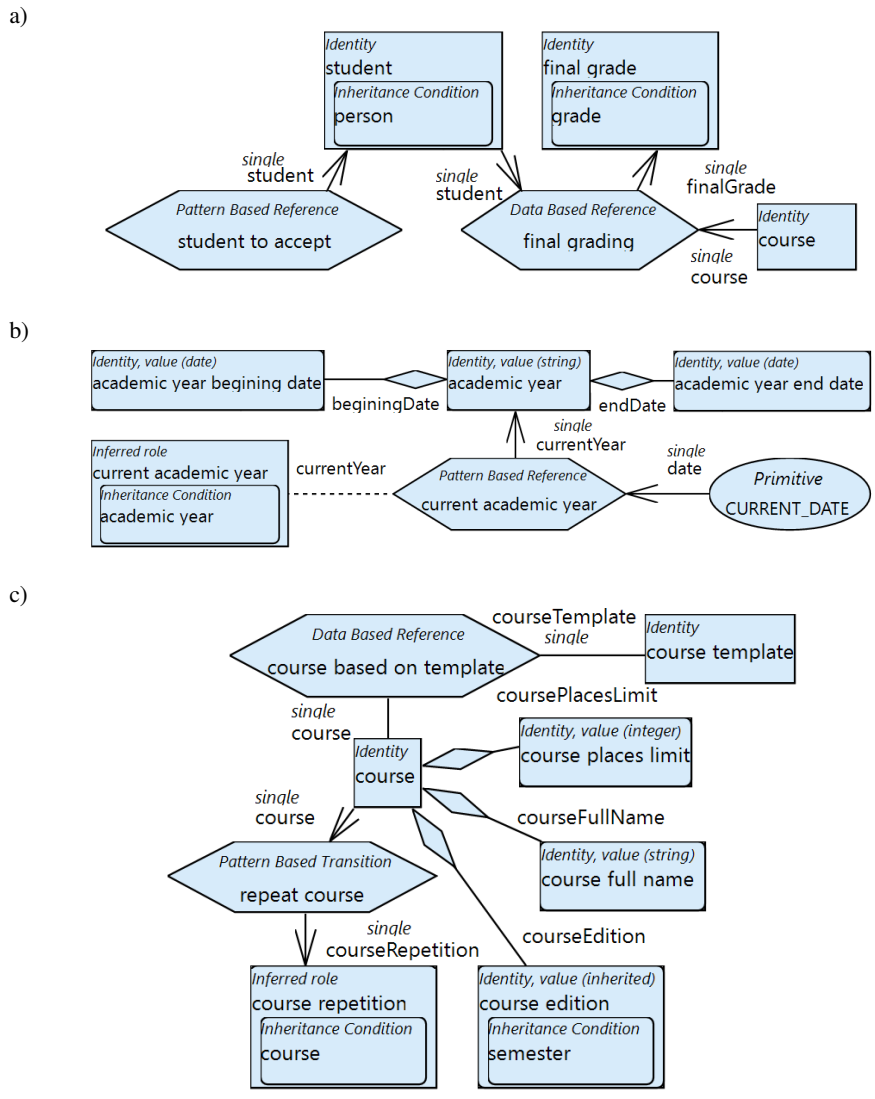 a)
Identity
student
Inheritance Condition
person
Identity
final grade
Inheritance Condition
grade
single
student
single
student
single
finalGrade
Pattern Based Reference
student to accept
Data Based Reference
final grading
Identity
course
single
course
b)
Identity, value (date)
academic year begining date
beginingDate
Identity, value (string)
academic year
endDate
Identity, value (date)
academic year end date
single
currentYear
Inferred role
current academic year
Inheritance Condition
academic year
currentYear
Pattern Based Reference
current academic year
single
date
Primitive
CURRENT_DATE
c)
Data Based Reference
course based on template
courseTemplate
single
Identity
course template
single
course
coursePlacesLimit
Identity, value (integer)
course places limit
Identity
course
single
course
courseFullName
Identity, value (string)
course full name
Pattern Based Transition
repeat course
single
courseRepetition
courseEdition
Inferred role
course repetition
Inheritance Condition
course
Identity, value (inherited)
course edition
Inheritance Condition
semester